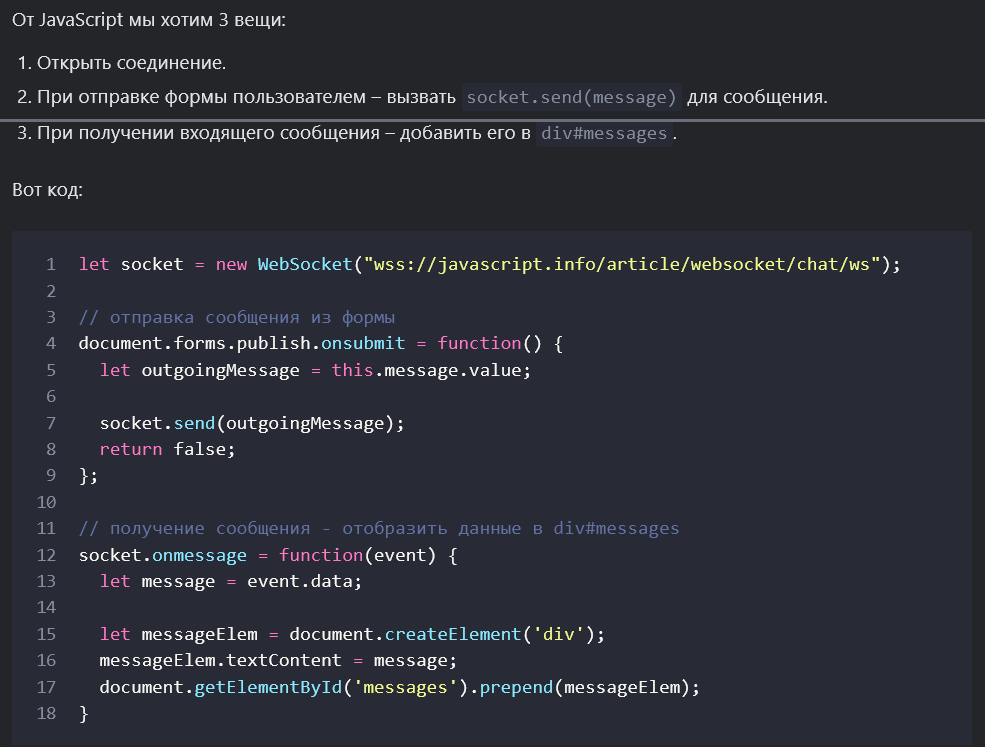 От JavaScript мы хотим 3 вещи:
1. Открыть соединение.
2. При отправке формы пользователем – вызвать socket.send(message) для сообщения.
3. При получении входящего сообщения – добавить его в div#messages.
Вот код:
1 let socket = new WebSocket("wss://javascript.info/article/websocket/chat/ws");
2
3 // отправка сообщения из формы
4 document.forms.publish.onsubmit = function() {
5   let outgoingMessage = this.message.value;
6
7   socket.send(outgoingMessage);
8   return false;
9 };
10
11 // получение сообщения - отобразить данные в div#messages
12 socket.onmessage = function(event) {
13   let message = event.data;
14
15   let messageElem = document.createElement('div');
16   messageElem.textContent = message;
17   document.getElementById('messages').prepend(messageElem);
18 }